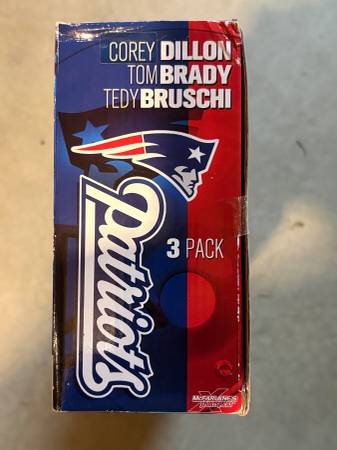 COREY DILLON
TOM BRADY
TEDY BRUSCHI
Patriots
3 PACK
McFARLANE'S